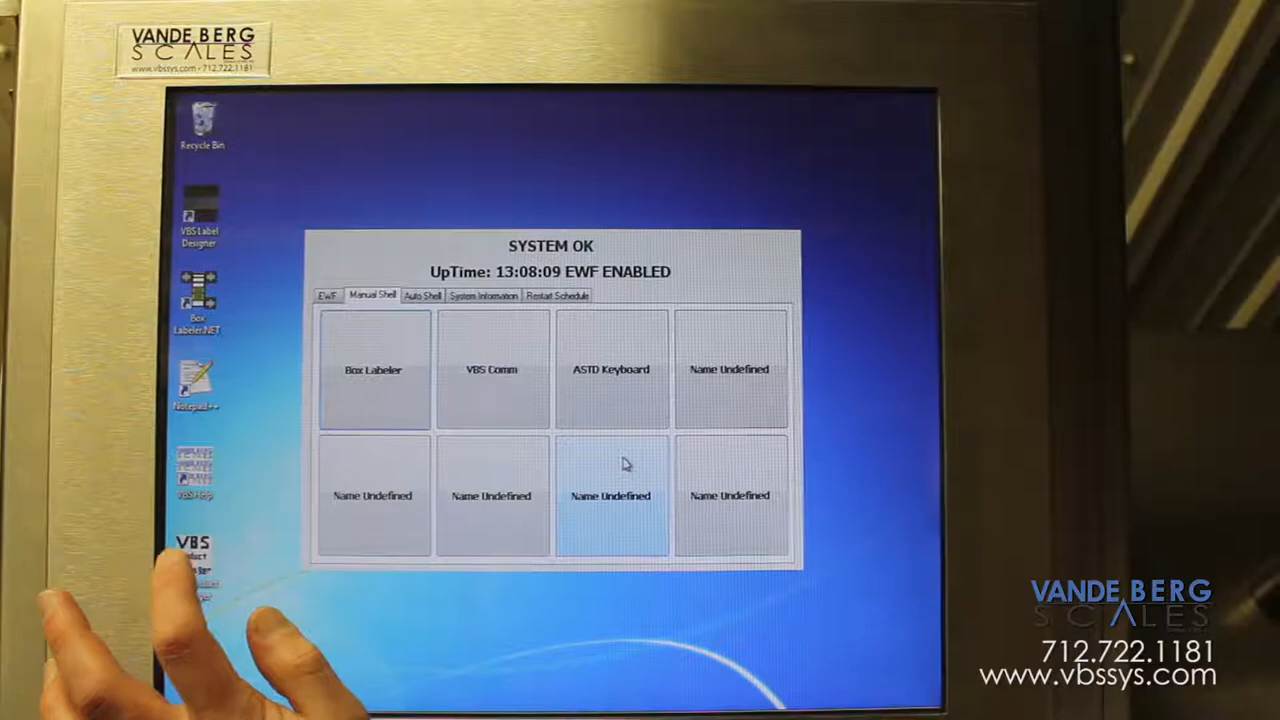 VANDE BERG
SCALES
www.vbssys.com - 712.722.1181
Recycle Bin
VBS Label
Designer
Box
Labeler.NET
Notepad++
VBS Help
VBS
SYSTEM OK
UpTime: 13:08:09 EWF ENABLED
EWF Manual Shell Auto Shell System Information Restart Schedule
Box Labeler VBS Comm ASTD Keyboard Name Undefined
Name Undefined Name Undefined Name Undefined Name Undefined
VANDE BERG
SCALES
712.722.1181
www.vbssys.com